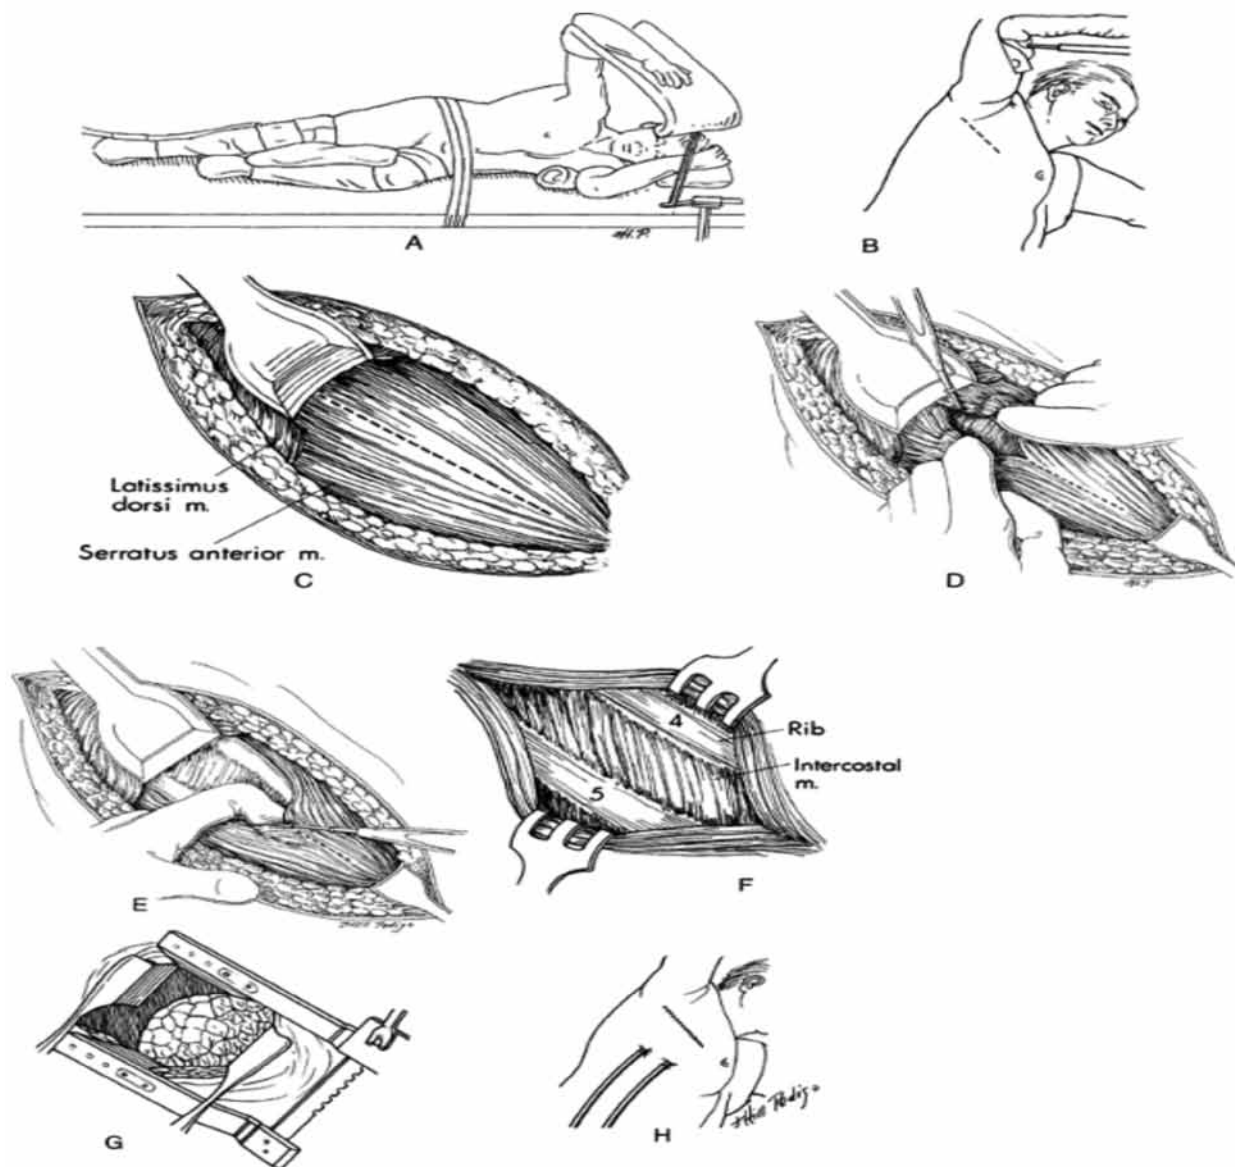 A
B
Latissimus
dorsi m.
Serratus anterior m.
C
D
4
Rib
Intercostal
m.
5
E
F
G
H